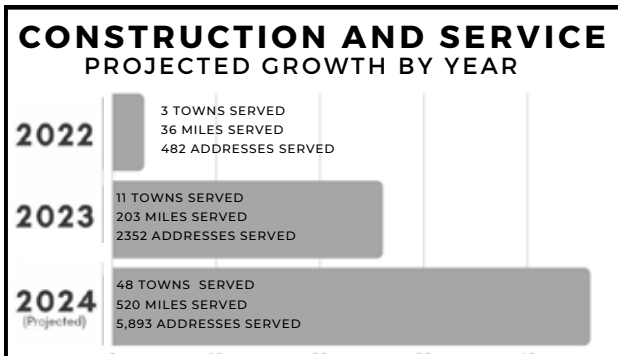 CONSTRUCTION AND SERVICE
PROJECTED GROWTH BY YEAR
2022
3 TOWNS SERVED
36 MILES SERVED
482 ADDRESSES SERVED
2023
11 TOWNS SERVED
203 MILES SERVED
2352 ADDRESSES SERVED
2024
(Projected)
48 TOWNS SERVED
520 MILES SERVED
5,893 ADDRESSES SERVED